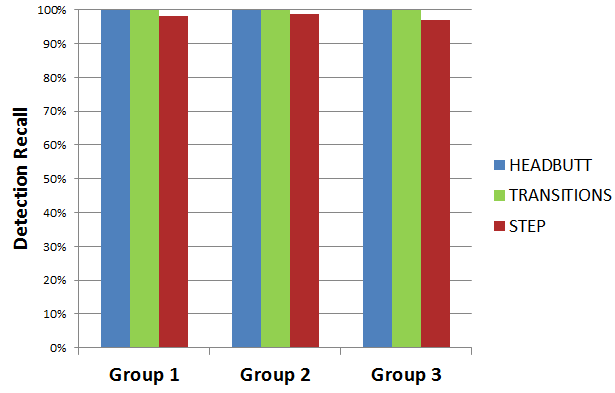 100%
90%
80%
70%
60%
50%
40%
30%
20%
10%
0%
Detection Recall
Group 1
Group 2
Group 3
HEADBUTT
TRANSITIONS
STEP